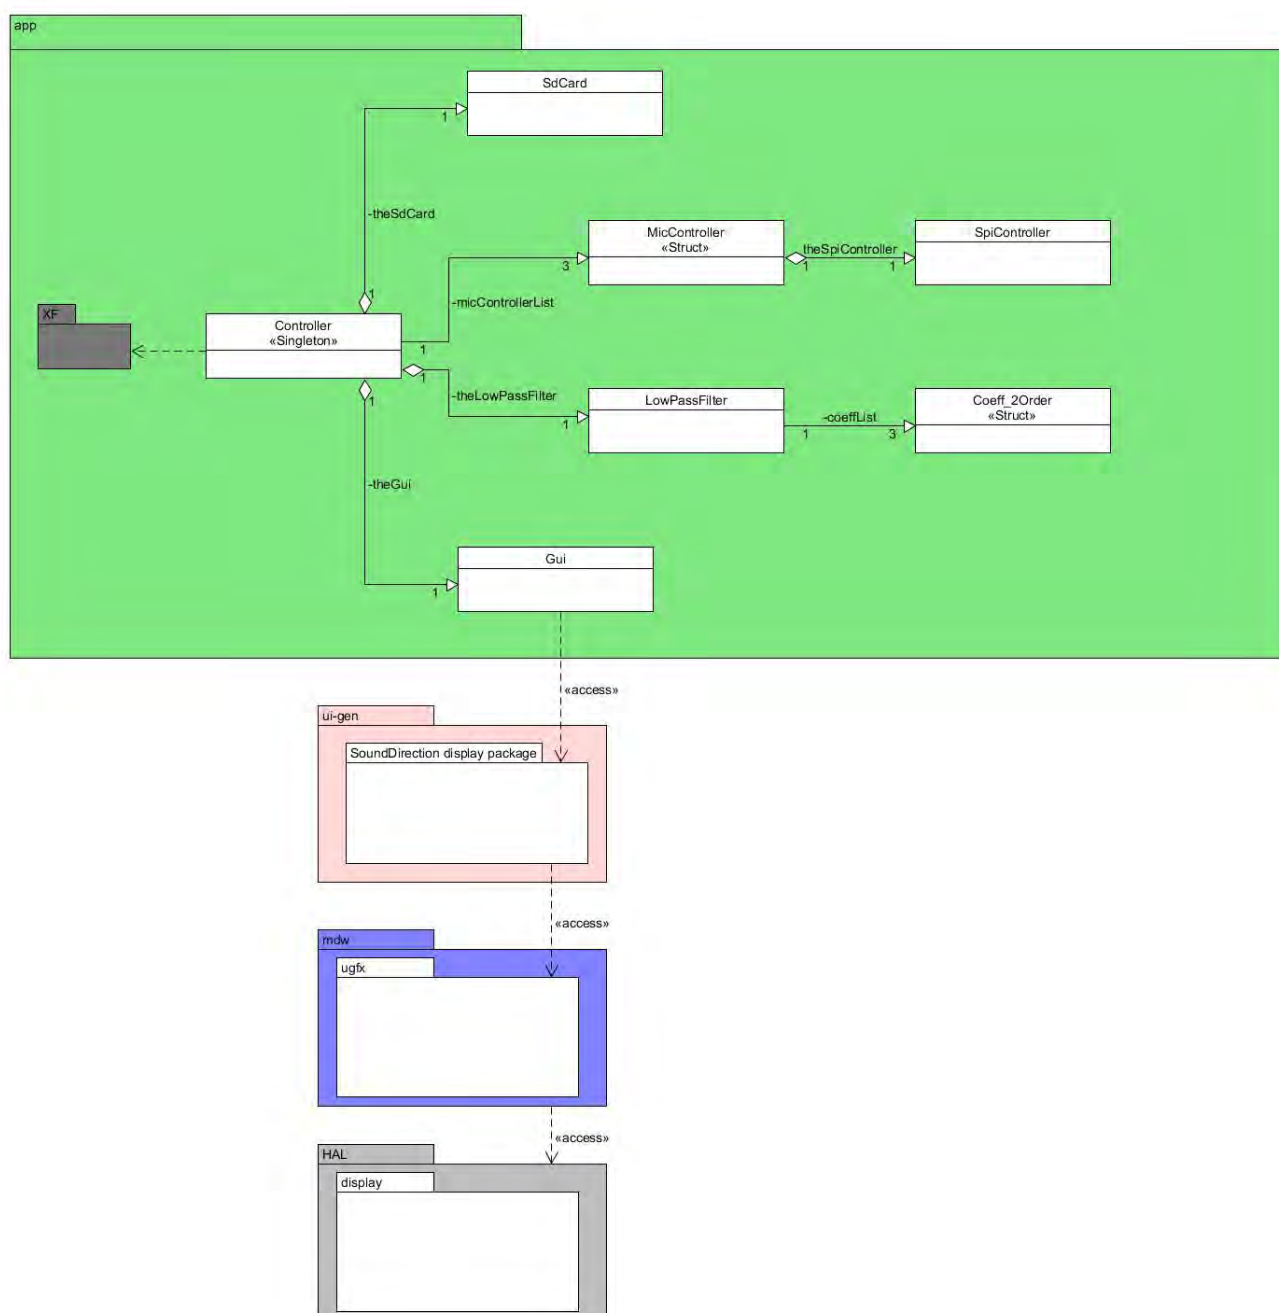 app
SdCard
1
-theSdCard
MicController
«Struct»
theSpiController
SpiController
3
1
1
-micControllerList
1
XF
Controller
«Singleton»
1
1
1
-theLowPassFilter
LowPassFilter
-coeffList
Coeff_2Order
«Struct»
1
1
3
-theGui
Gui
1
«access»
ui-gen
SoundDirection display package
«access»
mdw
ugfx
«access»
HAL
display